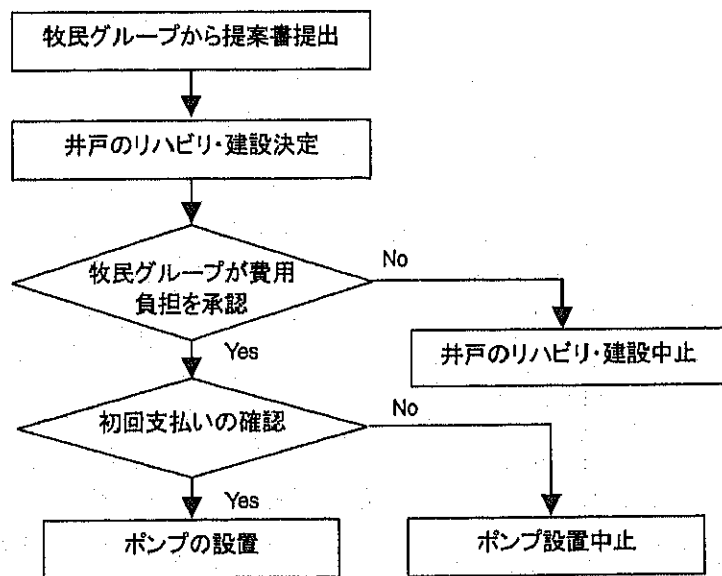 牧民グループから提案書提出
井戸のリハビリ・建設決定
牧民グループが費用
負担を承認
No
Yes
井戸のリハビリ・建設中止
初回支払いの確認
No
Yes
ポンプの設置
ポンプ設置中止